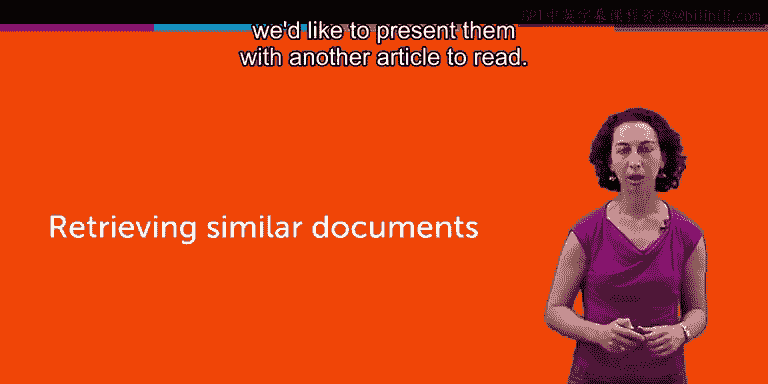 we'd like to present them
with another article to read.
Retrieving similar documents